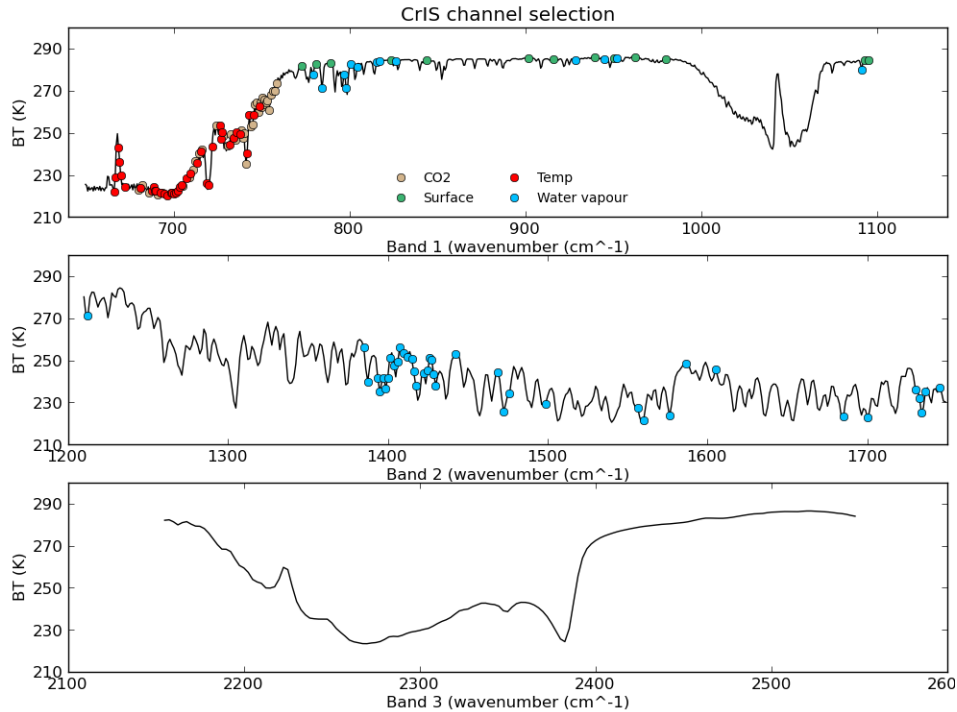 CrIS channel selection
BT (K)
290
270
250
230
210
CO2
Temp
Surface
Water vapour
700 800 900 1000 1100
Band 1 (wavenumber (cm^-1)
BT (K)
290
270
250
230
210
1200 1300 1400 1500 1600 1700
Band 2 (wavenumber (cm^-1)
BT (K)
290
270
250
230
210
2100 2200 2300 2400 2500 260
Band 3 (wavenumber (cm^-1)